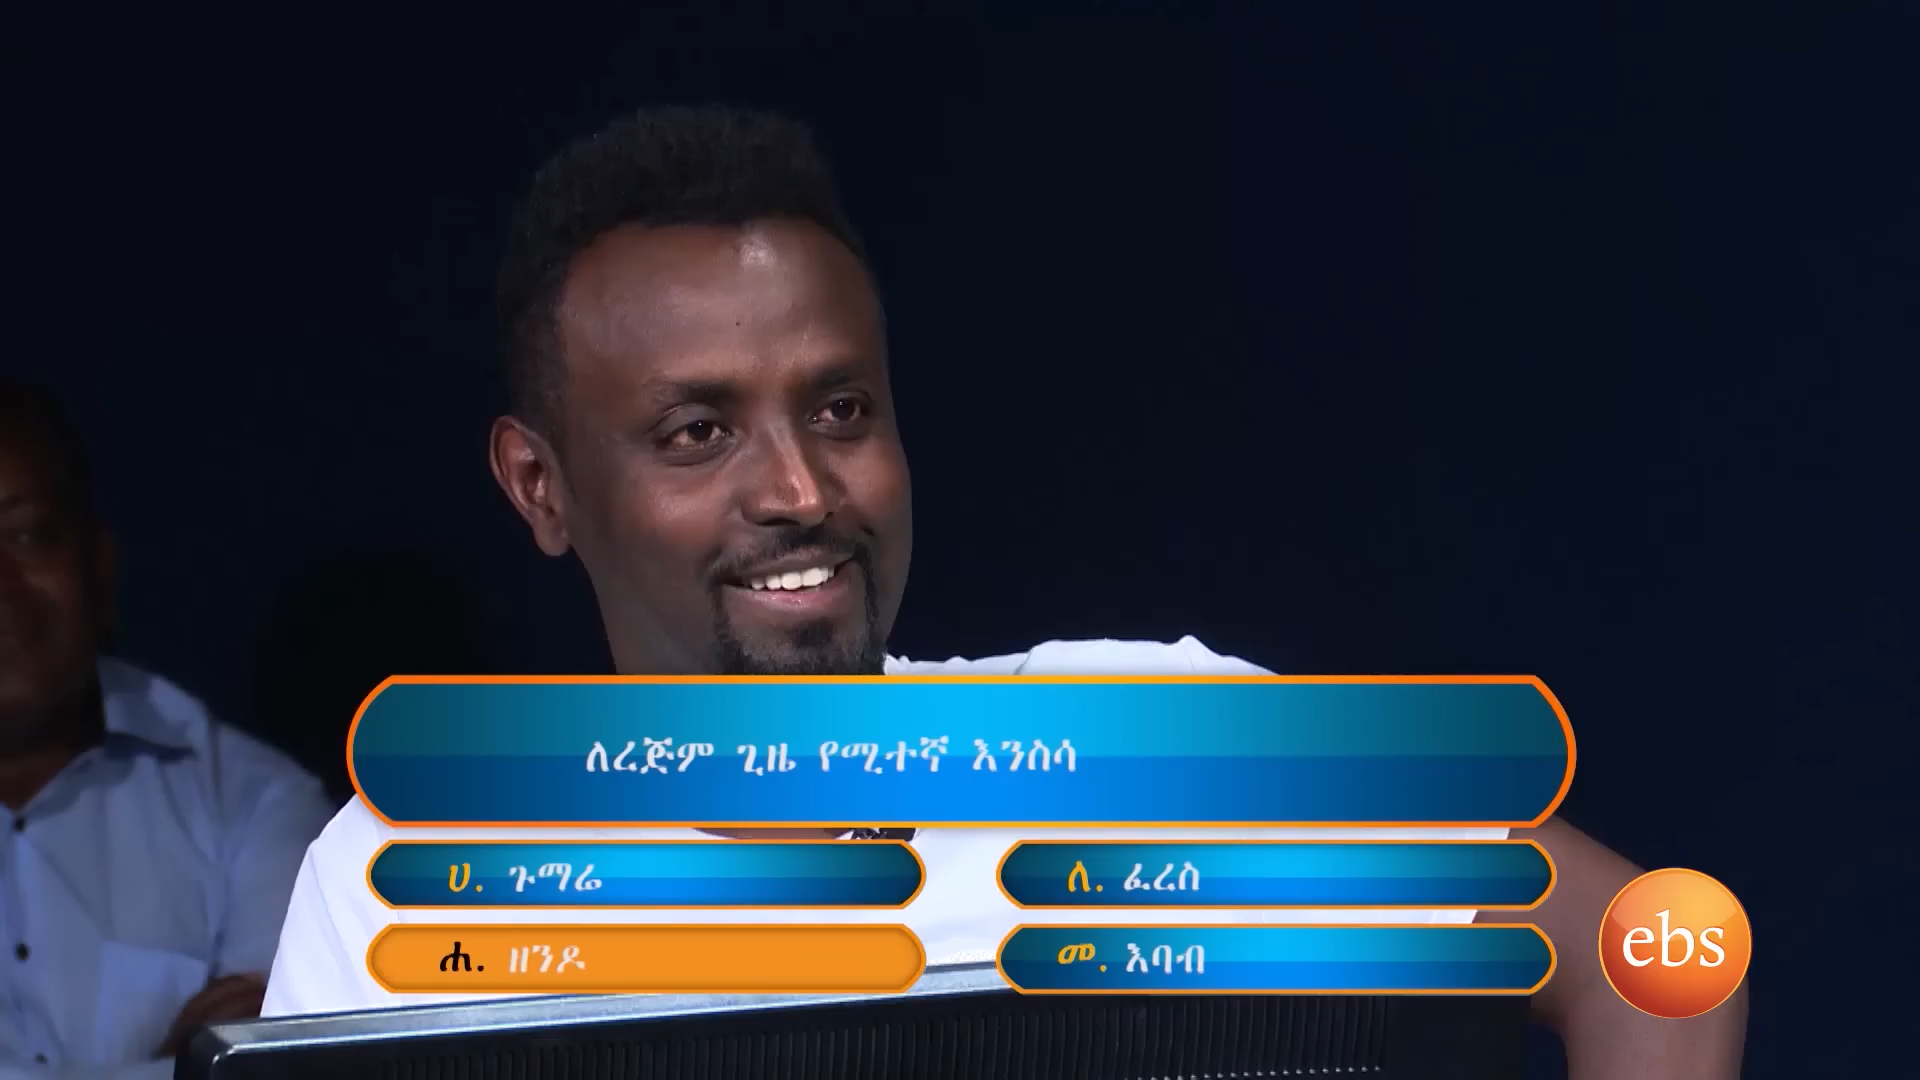 ለረጅም ጊዜ የሚተኛ እንስሳ
ሀ. ጉማሬ
ለ. ፈረስ
ሐ. ዘንዶ
መ. እባብ
ebs